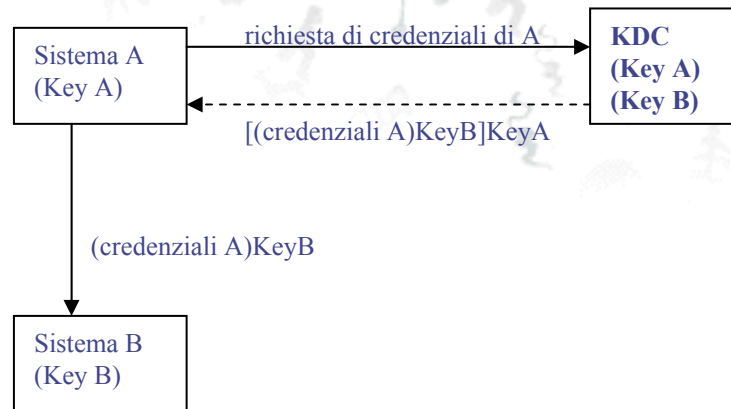 Sistema A
(Key A)
richiesta di credenziali di A
KDC
(Key A)
(Key B)
[(credenziali A)KeyB]KeyA
(credenziali A)KeyB
Sistema B
(Key B)